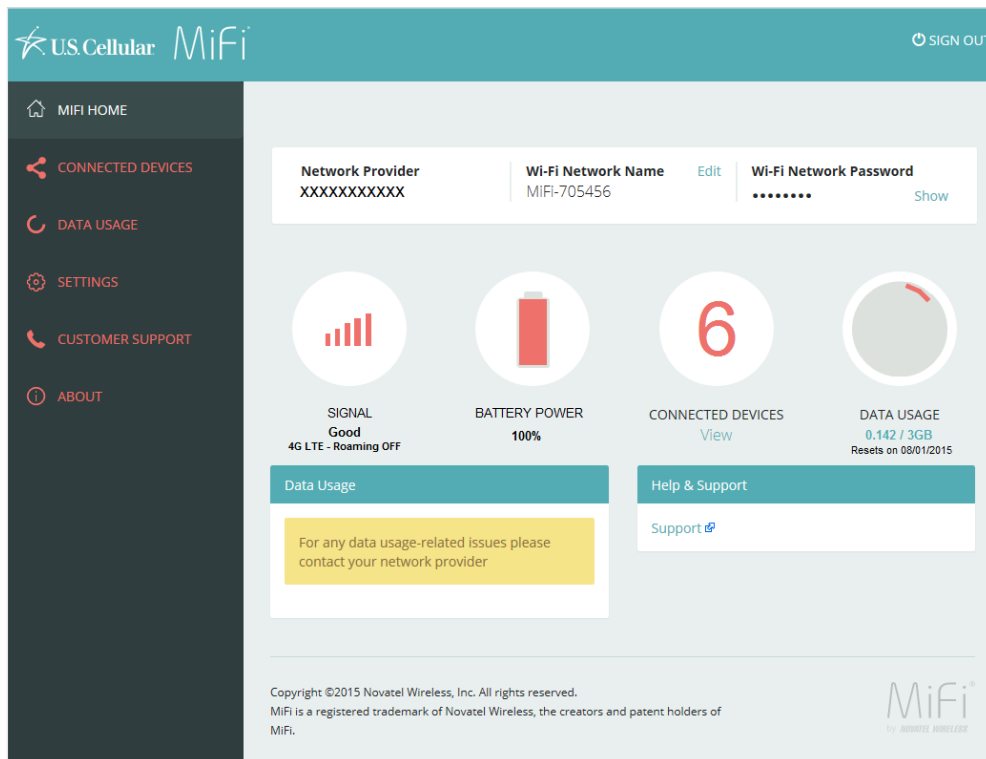 U.S. Cellular MiFi
SIGN OUT
MIFI HOME
CONNECTED DEVICES
DATA USAGE
SETTINGS
CUSTOMER SUPPORT
ABOUT
Network Provider
XXXXXXXXXXX
Wi-Fi Network Name Edit
MiFi-705456
Wi-Fi Network Password
••••••••
Show
SIGNAL
Good
4G LTE - Roaming OFF
BATTERY POWER
100%
6
CONNECTED DEVICES
View
DATA USAGE
0.142 / 3GB
Resets on 08/01/2015
Data Usage
For any data usage-related issues please
contact your network provider
Help & Support
Support
Copyright ©2015 Novatel Wireless, Inc. All rights reserved.
MiFi is a registered trademark of Novatel Wireless, the creators and patent holders of
MiFi.
MiFi®
by NOVATEL WIRELESS